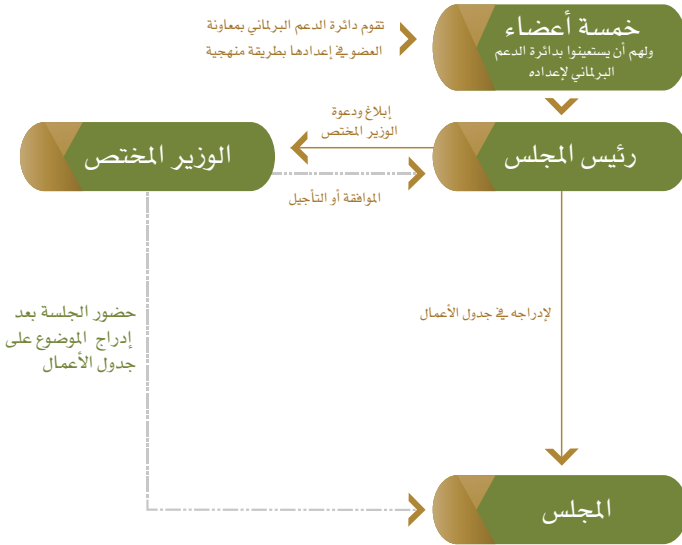 خمسة أعضاء
ولهم أن يستعينوا بدائرة الدعم
البرلماني لإعداده
تقوم دائرة الدعم البرلماني بمعاونة
العضو في إعدادها بطريقة منهجية
رئيس المجلس
إبلاغ ودعوة
الوزير المختص
الوزير المختص
الموافقة أو التأجيل
لإدراجه في جدول الأعمال
حضور الجلسة بعد
إدراج الموضوع على
جدول الأعمال
المجلس